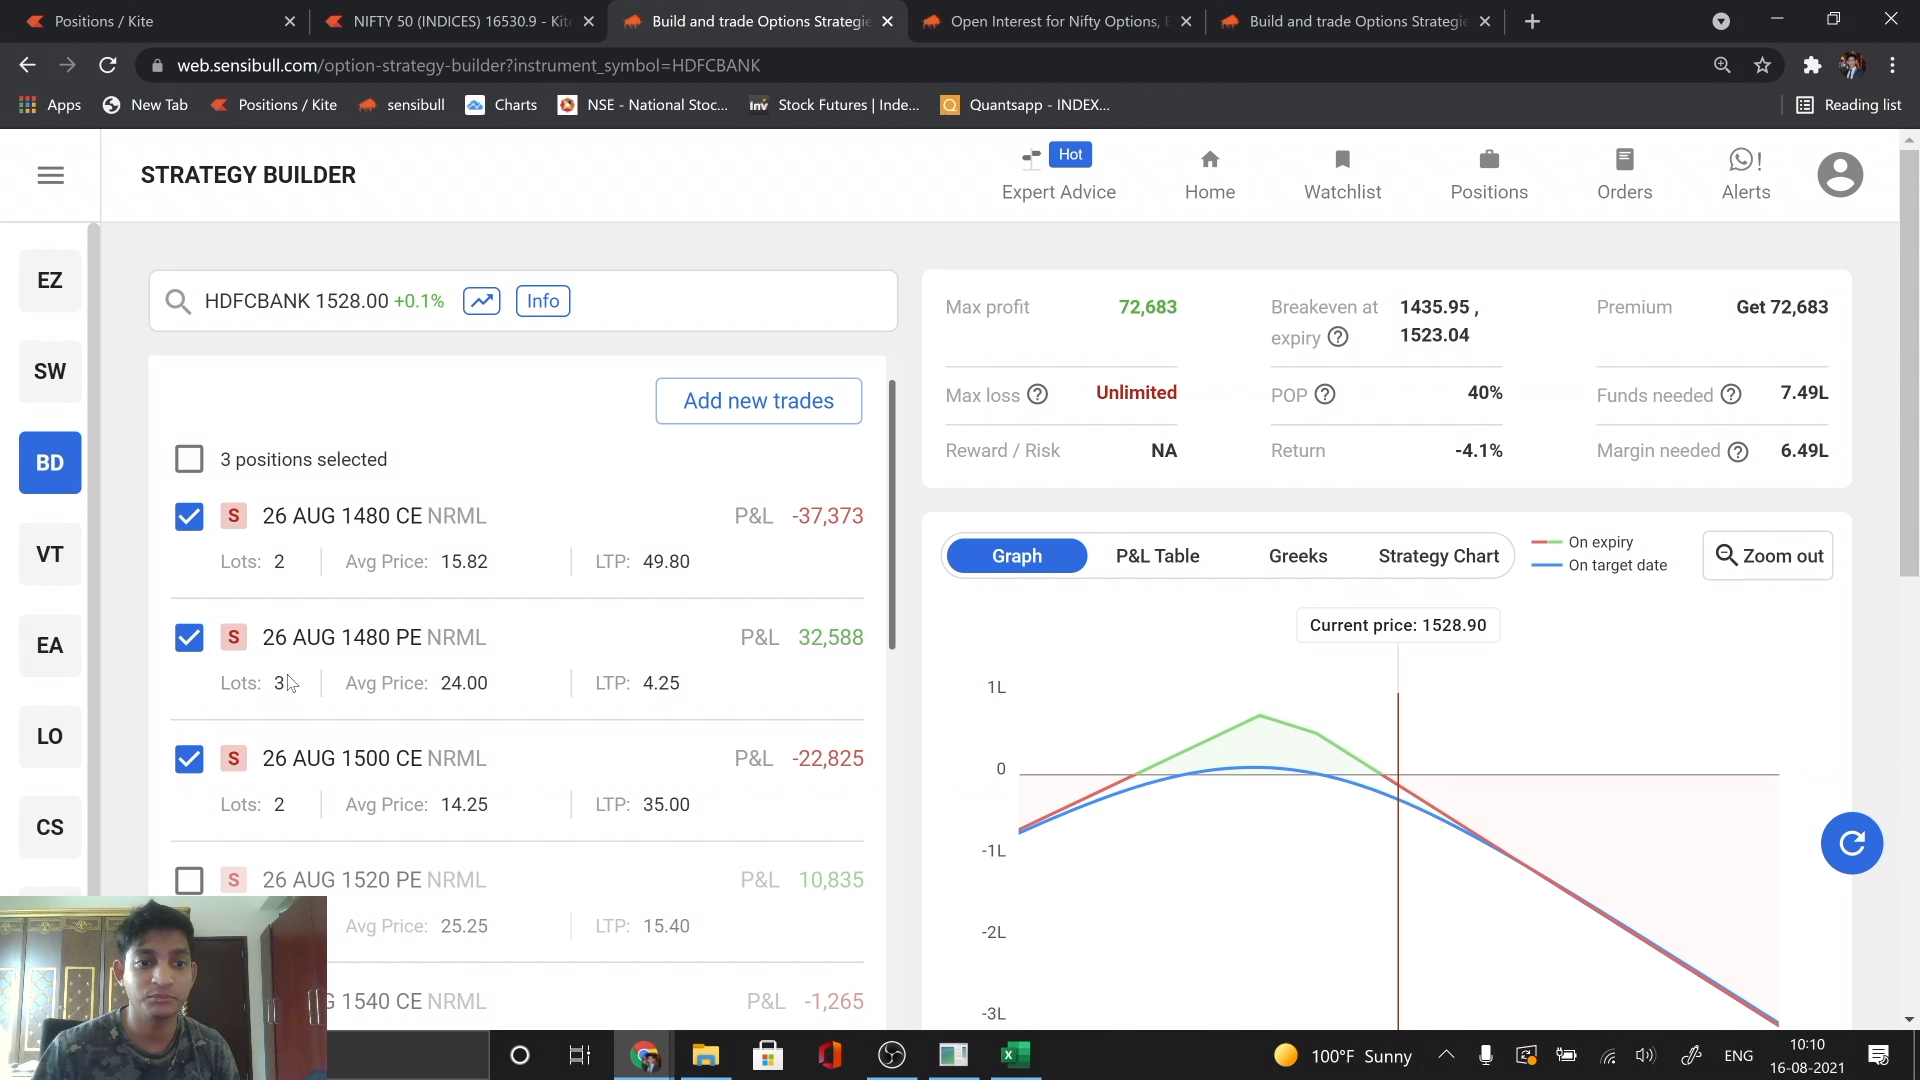 Positions / Kite
NIFTY 50 (INDICES) 16530.9 - Kit
Build and trade Options Strategie
Open Interest for Nifty Options, E
Build and trade Options Strategie
web.sensibull.com/option-strategy-builder?instrument_symbol=HDFCBANK
Apps
New Tab
Positions / Kite
sensibull
Charts
NSE - National Stoc...
Inv
Stock Futures | Inde...
Q
Quantsapp - INDEX...
Reading list
STRATEGY BUILDER
Hot
Expert Advice
Home
Watchlist
Positions
Orders
Alerts
EZ
SW
BD
VT
EA
LO
CS
HDFCBANK 1528.00 +0.1%
Info
Add new trades
3 positions selected
S 26 AUG 1480 CE NRML P&L -37,373
Lots: 2 Avg Price: 15.82 LTP: 49.80
S 26 AUG 1480 PE NRML P&L 32,588
Lots: 3 Avg Price: 24.00 LTP: 4.25
S 26 AUG 1500 CE NRML P&L -22,825
Lots: 2 Avg Price: 14.25 LTP: 35.00
S 26 AUG 1520 PE NRML P&L 10,835
Avg Price: 25.25 LTP: 15.40
G 1540 CE NRML P&L -1,265
Max profit 72,683
Breakeven at expiry ? 1435.95 , 1523.04
Premium Get 72,683
Max loss ? Unlimited
POP ? 40%
Funds needed ? 7.49L
Reward / Risk NA
Return -4.1%
Margin needed ? 6.49L
Graph
P&L Table
Greeks
Strategy Chart
On expiry
On target date
Zoom out
Current price: 1528.90
1L
0
-1L
-2L
-3L
100°F Sunny
ENG
10:10
16-08-2021